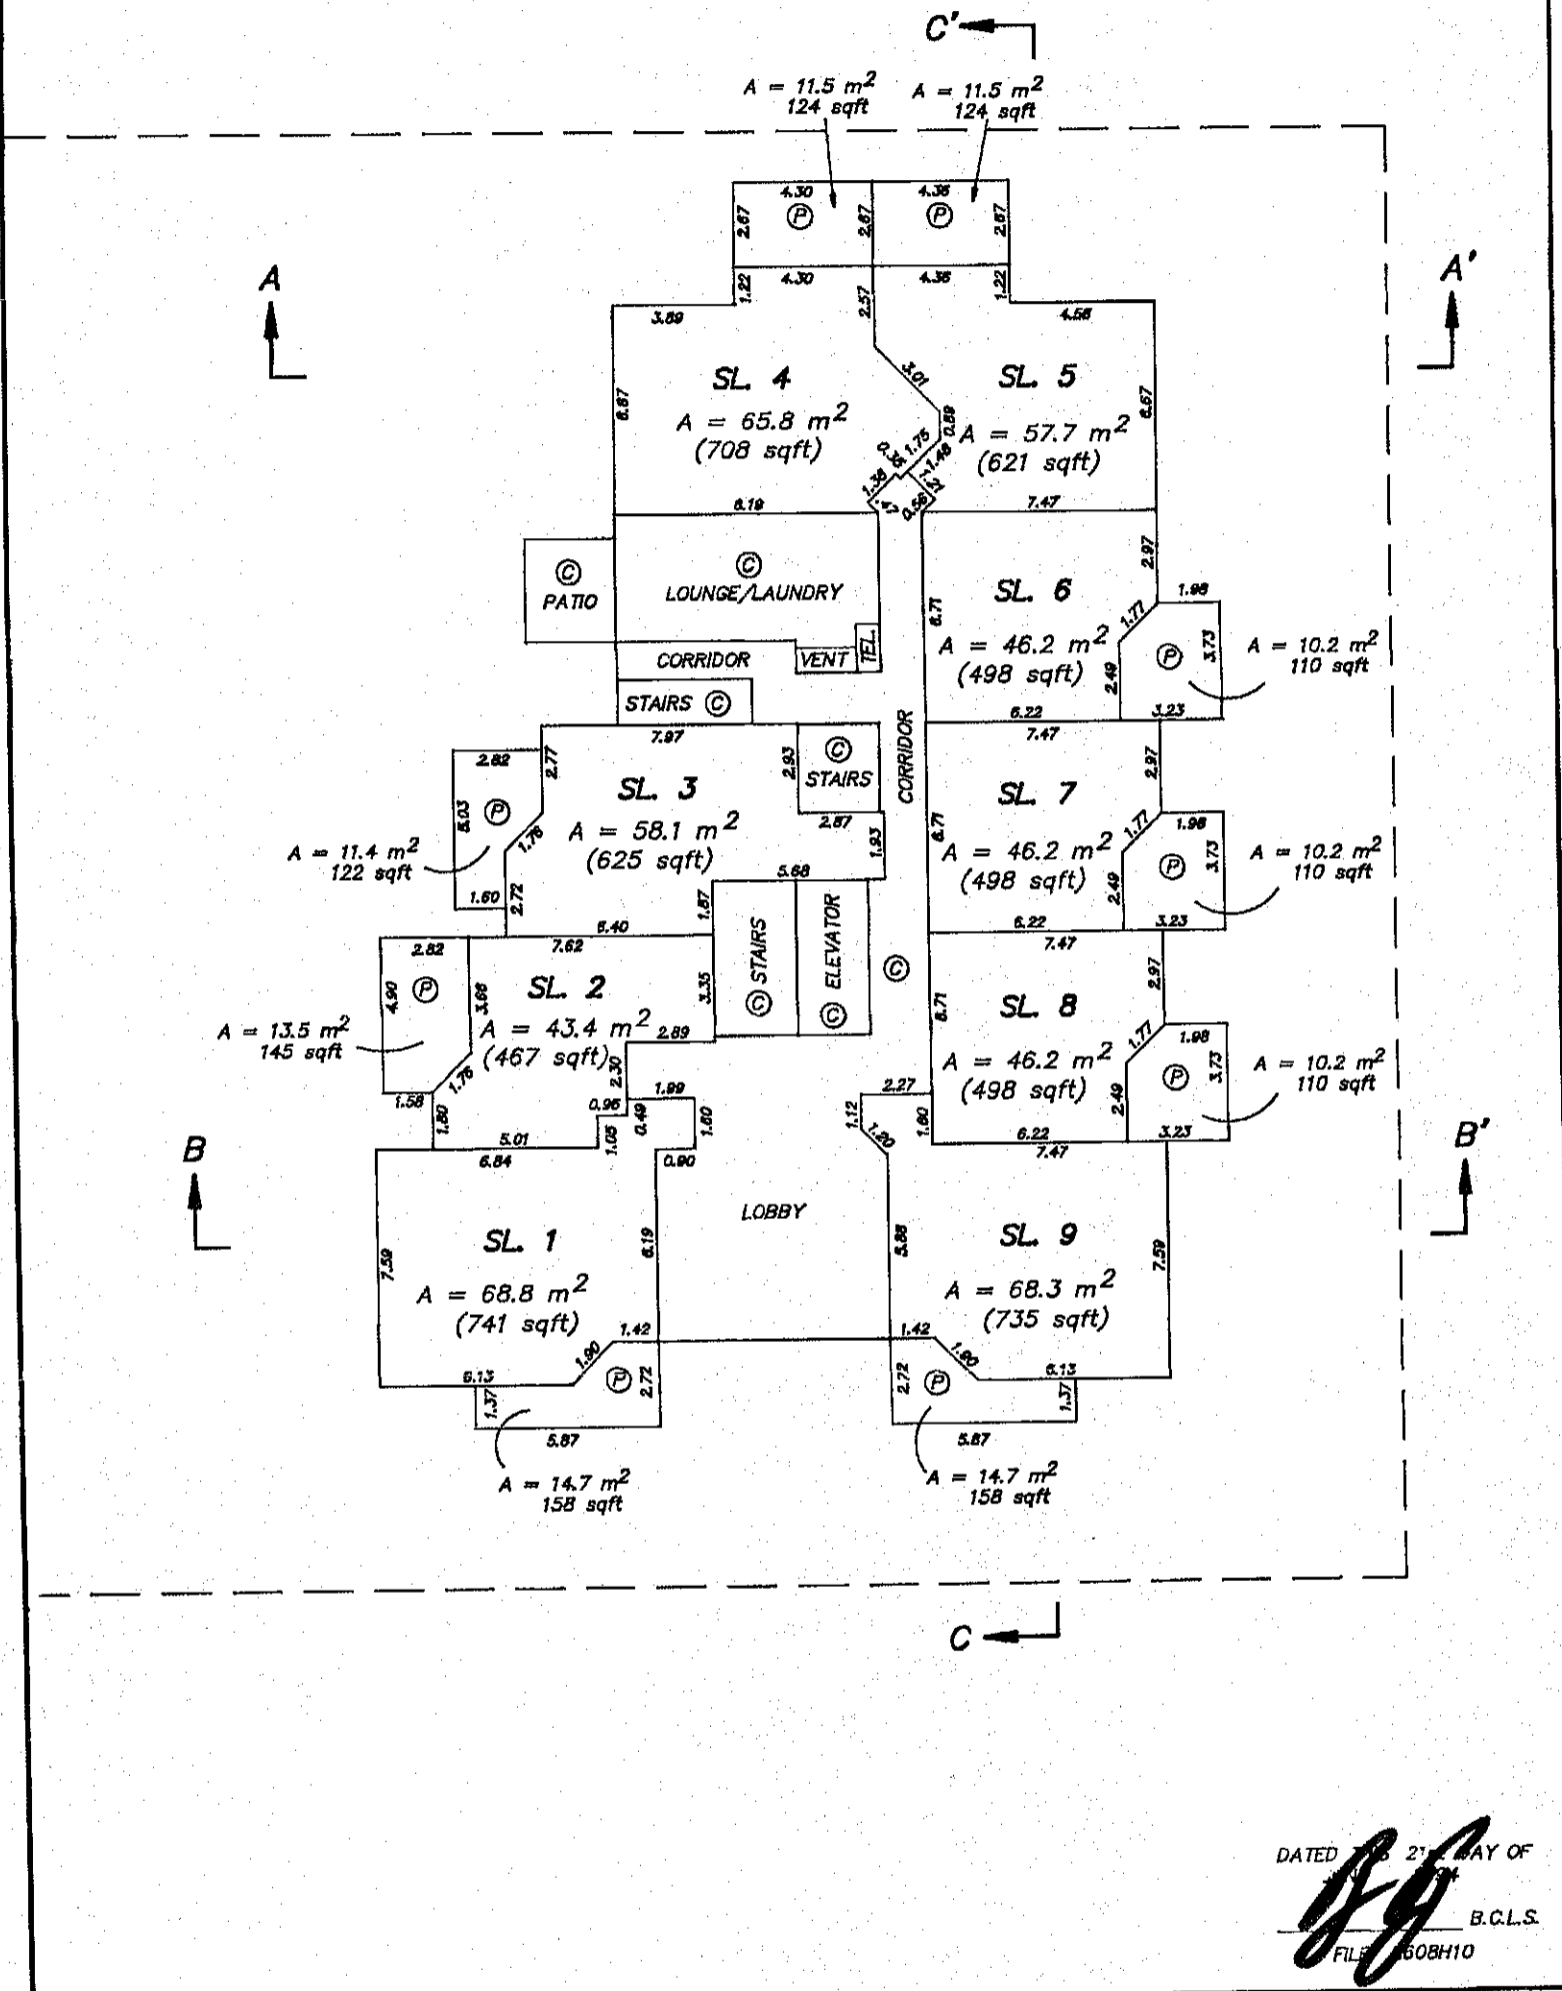 C'
A = 11.5 m2
124 sqft
A = 11.5 m2
124 sqft
4.30
4.36
P
P
2.67
2.67
2.67
A
A'
1.22
4.30
2.57
4.36
1.22
3.89
4.56
SL. 4
3.01
SL. 5
6.67
A = 65.8 m2
(708 sqft)
0.89
A = 57.7 m2
(621 sqft)
6.67
1.75
1.48
1.36
0.56
6.19
7.47
C
PATIO
C
LOUNGE/LAUNDRY
2.97
SL. 6
1.98
6.71
1.77
A = 46.2 m2
(498 sqft)
P
3.73
A = 10.2 m2
110 sqft
2.49
CORRIDOR
VENT
TEL.
STAIRS C
6.22
3.23
7.97
7.47
CORRIDOR
2.82
2.77
SL. 3
2.93
C
STAIRS
SL. 7
2.97
5.03
P
1.76
A = 58.1 m2
(625 sqft)
2.87
1.93
6.71
1.77
1.98
A = 46.2 m2
(498 sqft)
P
3.73
A = 10.2 m2
110 sqft
A = 11.4 m2
122 sqft
1.60
2.72
5.68
1.87
2.49
6.40
6.22
3.23
2.82
7.62
7.47
C STAIRS
C ELEVATOR
C
4.90
P
3.66
SL. 2
3.35
2.97
SL. 8
6.71
A = 13.5 m2
145 sqft
A = 43.4 m2
(467 sqft)
2.89
1.76
2.30
1.77
1.98
A = 46.2 m2
(498 sqft)
P
3.73
A = 10.2 m2
110 sqft
1.58
1.80
0.96
1.99
0.49
1.60
2.27
1.12
1.60
2.49
B
5.01
1.05
1.20
6.22
3.23
B'
6.84
0.90
7.47
LOBBY
SL. 1
SL. 9
7.59
6.19
5.88
7.59
A = 68.8 m2
(741 sqft)
A = 68.3 m2
(735 sqft)
1.42
1.42
1.90
1.90
6.13
P
2.72
2.72
P
6.13
1.37
1.37
5.87
5.87
A = 14.7 m2
158 sqft
A = 14.7 m2
158 sqft
C
DATED DAY OF
B.C.L.S.
FILE 608H10